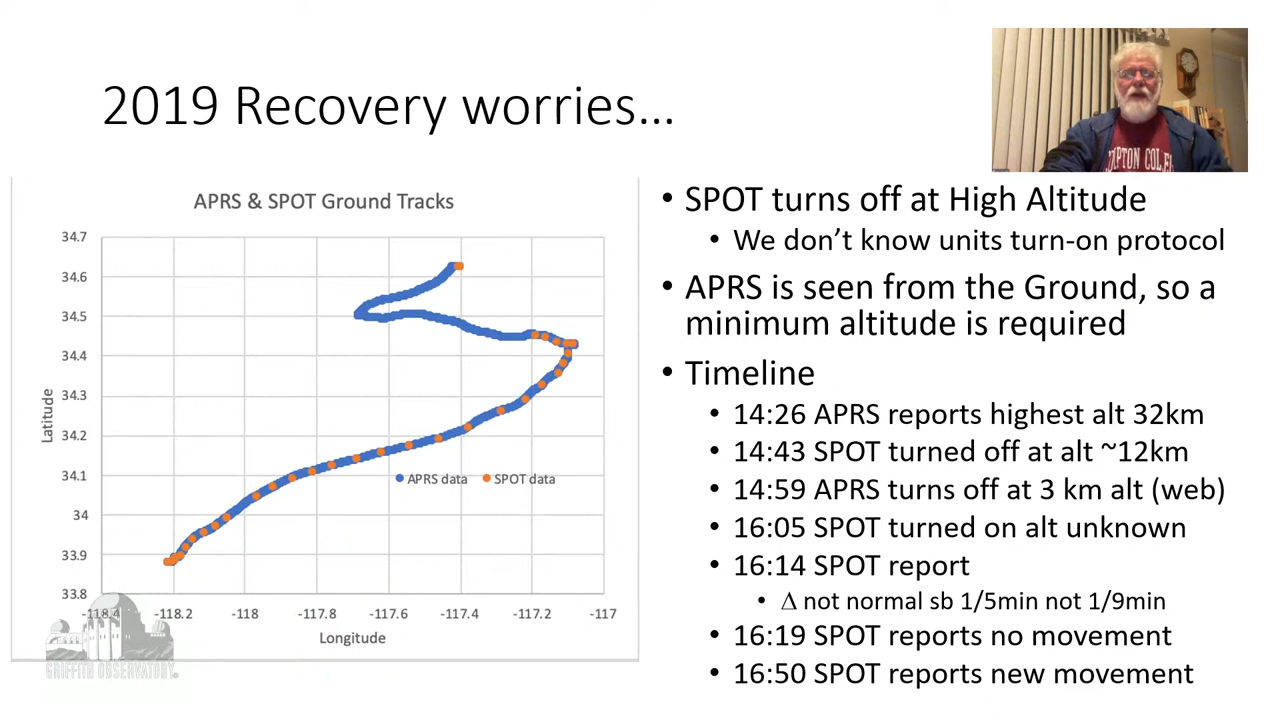 2019 Recovery worries…
APRS & SPOT Ground Tracks
34.7
34.6
34.5
34.4
34.3
34.2
34.1
34
33.9
33.8
Latitude
APRS data
SPOT data
-118.4
-118.2
-118
-117.8
-117.6
-117.4
-117.2
-117
Longitude
GRIFFITH OBSERVATORY
• SPOT turns off at High Altitude
• We don’t know units turn-on protocol
• APRS is seen from the Ground, so a
minimum altitude is required
• Timeline
• 14:26 APRS reports highest alt 32km
• 14:43 SPOT turned off at alt ~12km
• 14:59 APRS turns off at 3 km alt (web)
• 16:05 SPOT turned on alt unknown
• 16:14 SPOT report
• Δ not normal sb 1/5min not 1/9min
• 16:19 SPOT reports no movement
• 16:50 SPOT reports new movement